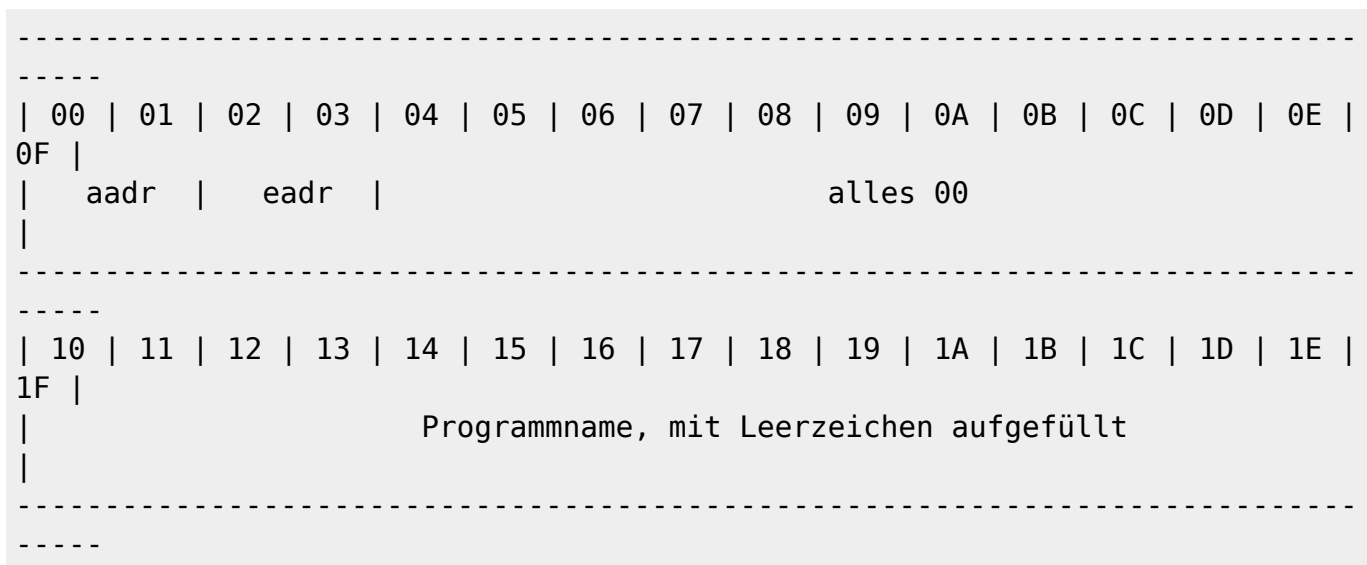 ----------------------------------------------------------------------------
-----
| 00 | 01 | 02 | 03 | 04 | 05 | 06 | 07 | 08 | 09 | 0A | 0B | 0C | 0D | 0E |
0F |
|   aadr  |   eadr  |                         alles 00
|
----------------------------------------------------------------------------
-----
| 10 | 11 | 12 | 13 | 14 | 15 | 16 | 17 | 18 | 19 | 1A | 1B | 1C | 1D | 1E |
1F |
|                      Programmname, mit Leerzeichen aufgefüllt
|
----------------------------------------------------------------------------
-----